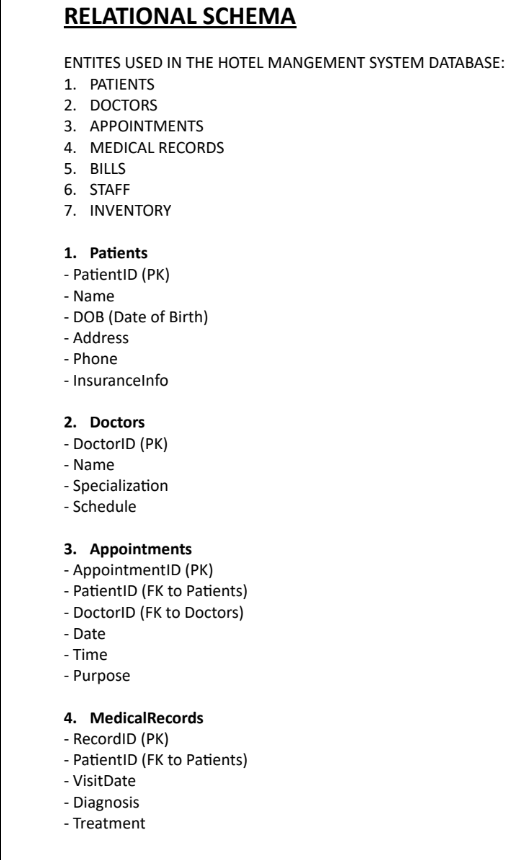 RELATIONAL SCHEMA
ENTITES USED IN THE HOTEL MANGEMENT SYSTEM DATABASE:
1. PATIENTS
2. DOCTORS
3. APPOINTMENTS
4. MEDICAL RECORDS
5. BILLS
6. STAFF
7. INVENTORY
1. Patients
- PatientID (PK)
- Name
- DOB (Date of Birth)
- Address
- Phone
- InsuranceInfo
2. Doctors
- DoctorID (PK)
- Name
- Specialization
- Schedule
3. Appointments
- AppointmentID (PK)
- PatientID (FK to Patients)
- DoctorID (FK to Doctors)
- Date
- Time
- Purpose
4. MedicalRecords
- RecordID (PK)
- PatientID (FK to Patients)
- VisitDate
- Diagnosis
- Treatment